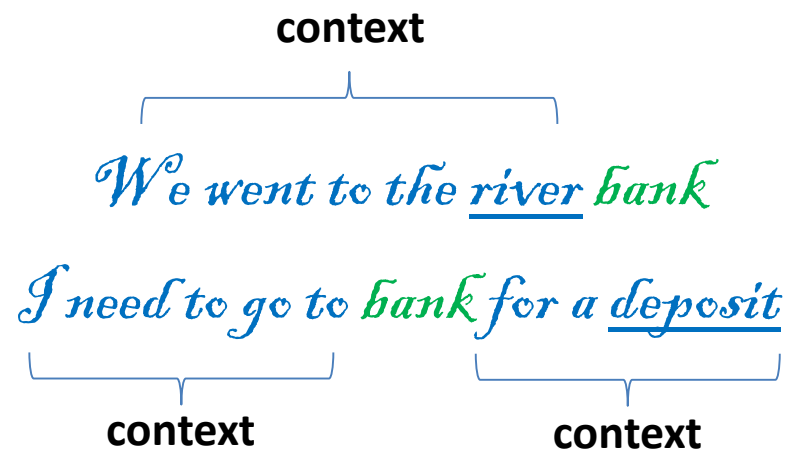 context
We went to the river bank
I need to go to bank for a deposit
context
context